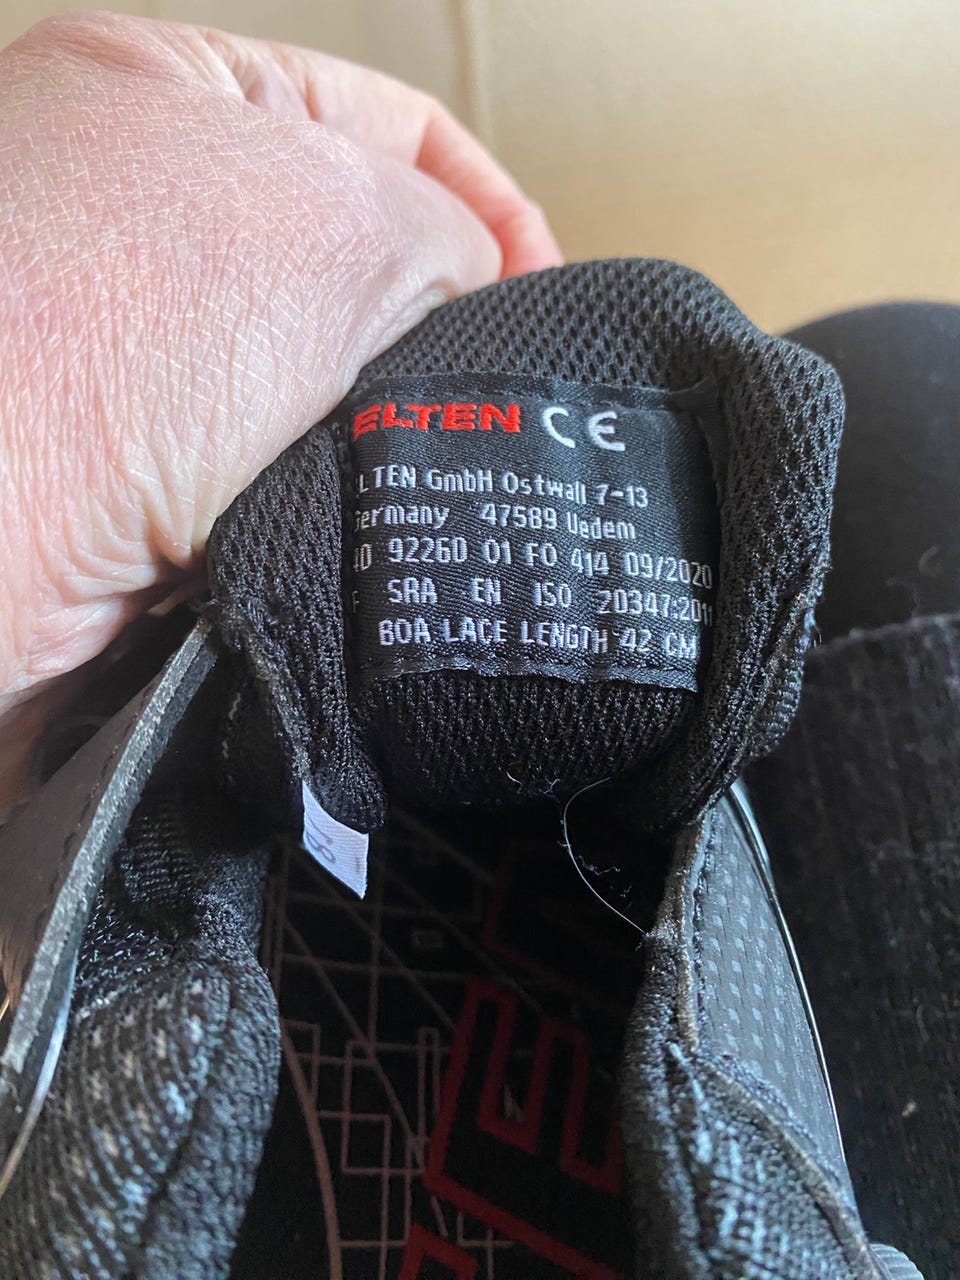 ELTEN CE
LTEN GmbH Ostwall 7-13
Germany 47589 Uedem
40 92260 01 FO 414 09/2020
F SRA EN ISO 20347:2011
BOA LACE LENGTH 42 CM